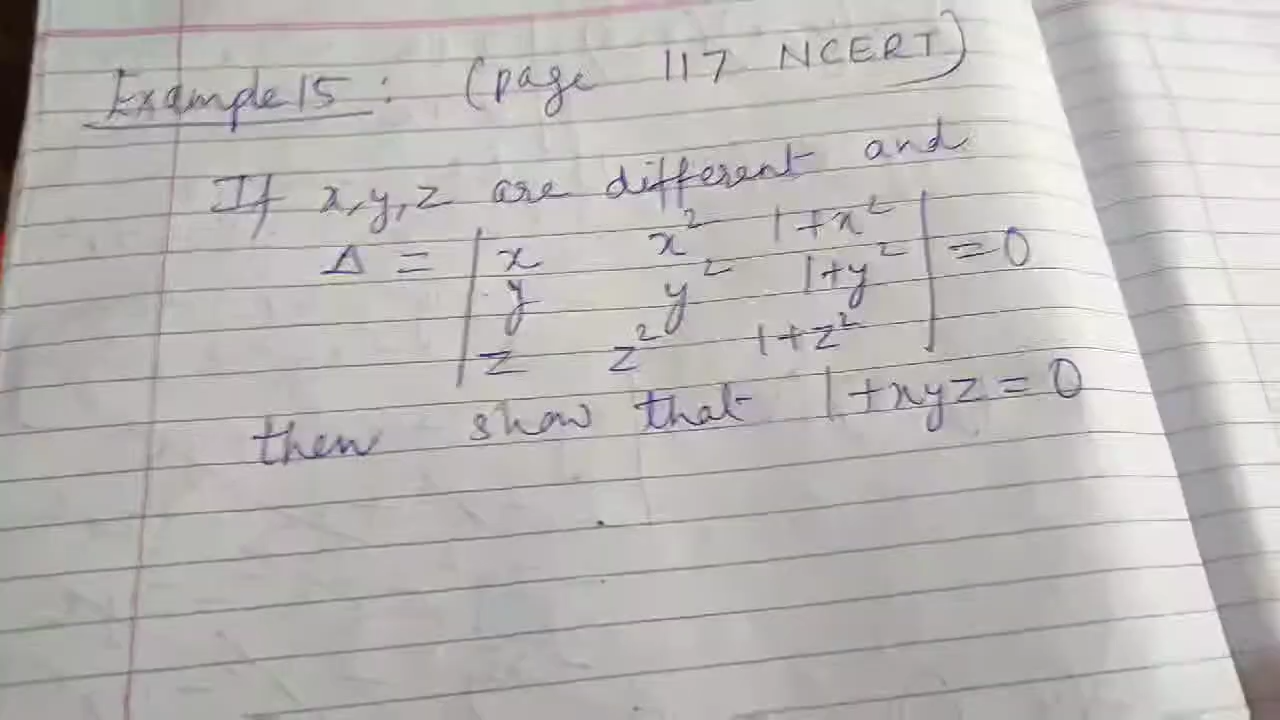 Example 15 : (page 117 NCERT)
If x, y, z are different and
Δ = | x x² 1+x² | = 0
y y² 1+y²
z z² 1+z²
then show that 1+xyz = 0